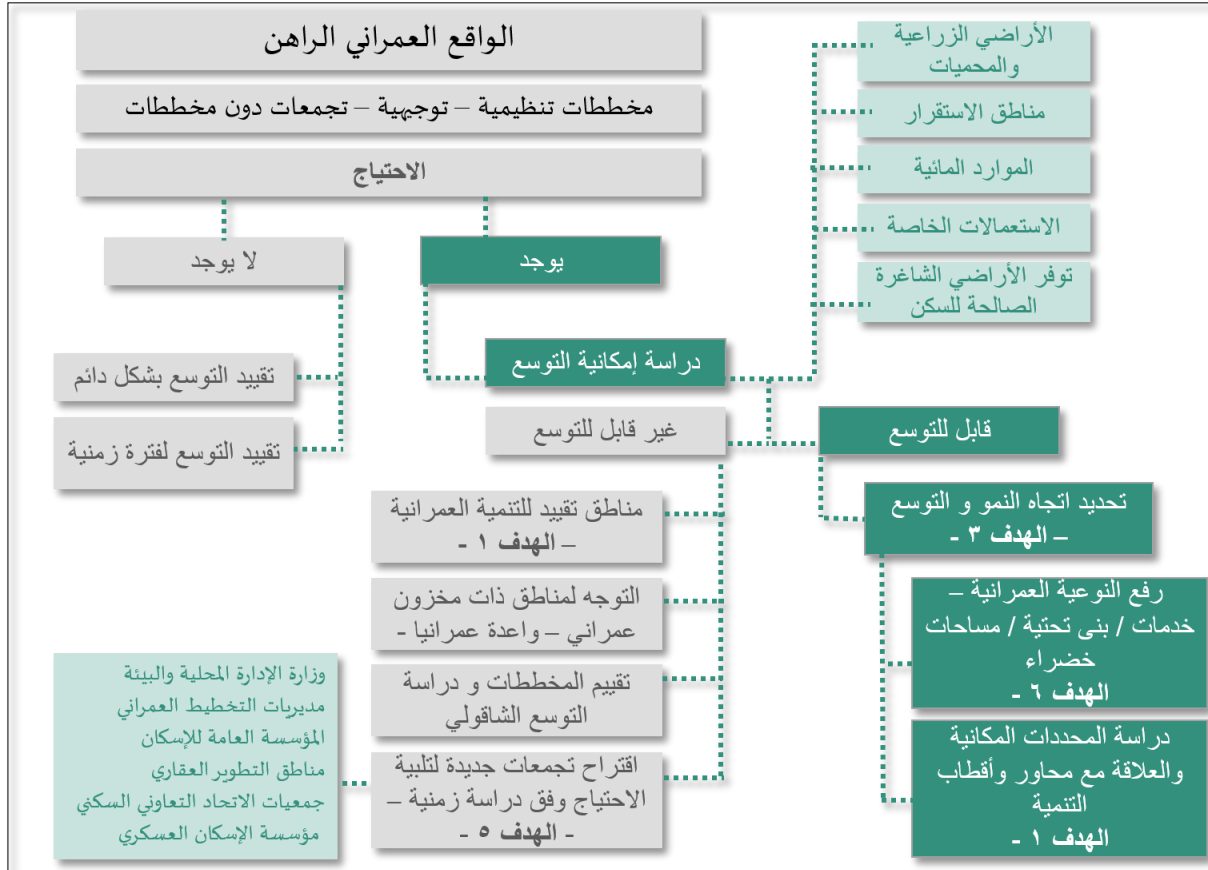 الواقع العمراني الراهن
مخططات تنظيمية – توجيهية – تجمعات دون مخططات
الاحتياج
يوجد
لا يوجد
الأراضي الزراعية
والمحميات
مناطق الاستقرار
الموارد المائية
الاستعمالات الخاصة
توفر الأراضي الشاغرة
الصالحة للسكن
تقييد التوسع بشكل دائم
تقييد التوسع لفترة زمنية
دراسة إمكانية التوسع
قابل للتوسع
غير قابل للتوسع
تحديد اتجاه النمو و التوسع
– الهدف ٣ -
رفع النوعية العمرانية –
خدمات / بنى تحتية / مساحات
خضراء
الهدف ٦ -
دراسة المحددات المكانية
والعلاقة مع محاور وأقطاب
التنمية
الهدف ١ -
مناطق تقييد للتنمية العمرانية
– الهدف ١ -
التوجه لمناطق ذات مخزون
عمراني – واعدة عمرانيا -
تقييم المخططات و دراسة
التوسع الشاقولي
اقتراح تجمعات جديدة لتلبية
الاحتياج وفق دراسة زمنية –
- الهدف ٥ -
وزارة الإدارة المحلية والبيئة
مديريات التخطيط العمراني
المؤسسة العامة للإسكان
مناطق التطوير العقاري
جمعيات الاتحاد التعاوني السكني
مؤسسة الإسكان العسكري